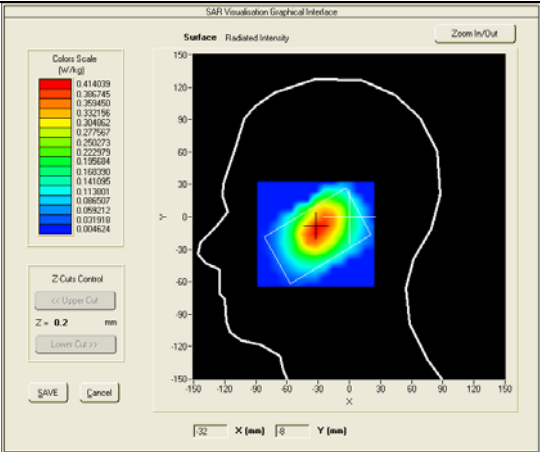 SAR Visualisation Graphical Interface
Surface Radiated Intensity
Zoom In/Out
Colors Scale
(W/kg)
0.414039
0.386745
0.359450
0.332156
0.304862
0.277567
0.250273
0.222979
0.195684
0.168390
0.141095
0.113801
0.086507
0.059212
0.031918
0.004624
Z-Cuts Control
<< Upper Cut
Z = 0.2 mm
Lower Cut >>
SAVE Cancel
150
120
90
60
30
0
-30
-60
-90
-120
-150
Y
-150 -120 -90 -60 -30 0 30 60 90 120 150
X
-32 X (mm) -8 Y (mm)